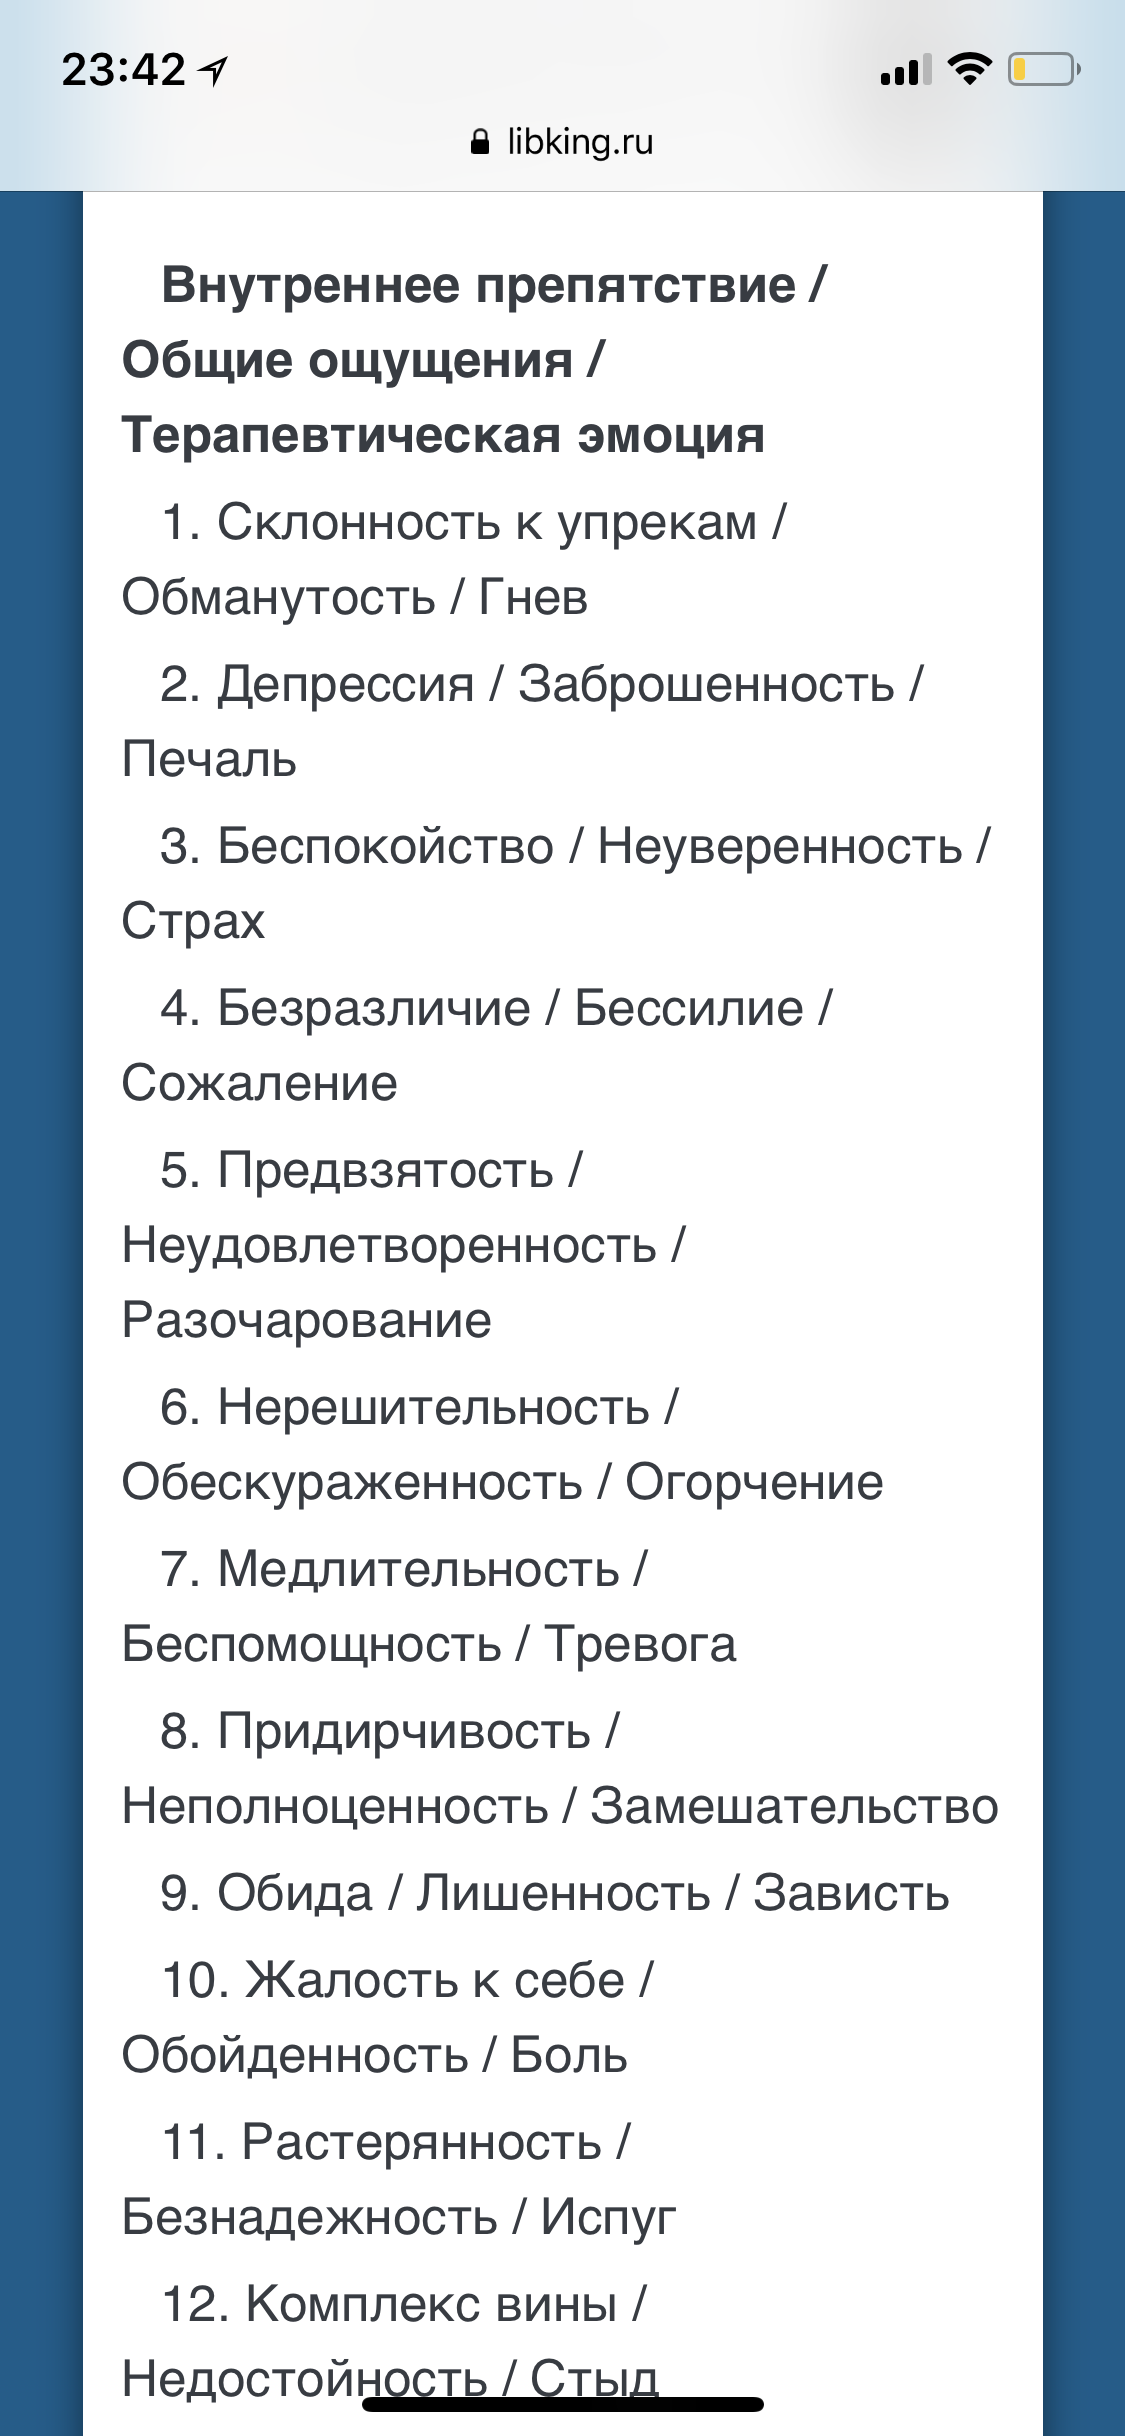 23:42
libking.ru
Внутреннее препятствие /
Общие ощущения /
Терапевтическая эмоция
1. Склонность к упрекам /
Обманутость / Гнев
2. Депрессия / Заброшенность /
Печаль
3. Беспокойство / Неуверенность /
Страх
4. Безразличие / Бессилие /
Сожаление
5. Предвзятость /
Неудовлетворенность /
Разочарование
6. Нерешительность /
Обескураженность / Огорчение
7. Медлительность /
Беспомощность / Тревога
8. Придирчивость /
Неполноценность / Замешательство
9. Обида / Лишенность / Зависть
10. Жалость к себе /
Обойденность / Боль
11. Растерянность /
Безнадежность / Испуг
12. Комплекс вины /
Недостойность / Стыд